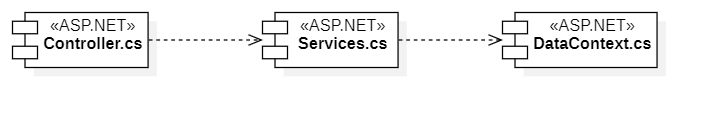 «ASP.NET»
Controller.cs
«ASP.NET»
Services.cs
«ASP.NET»
DataContext.cs